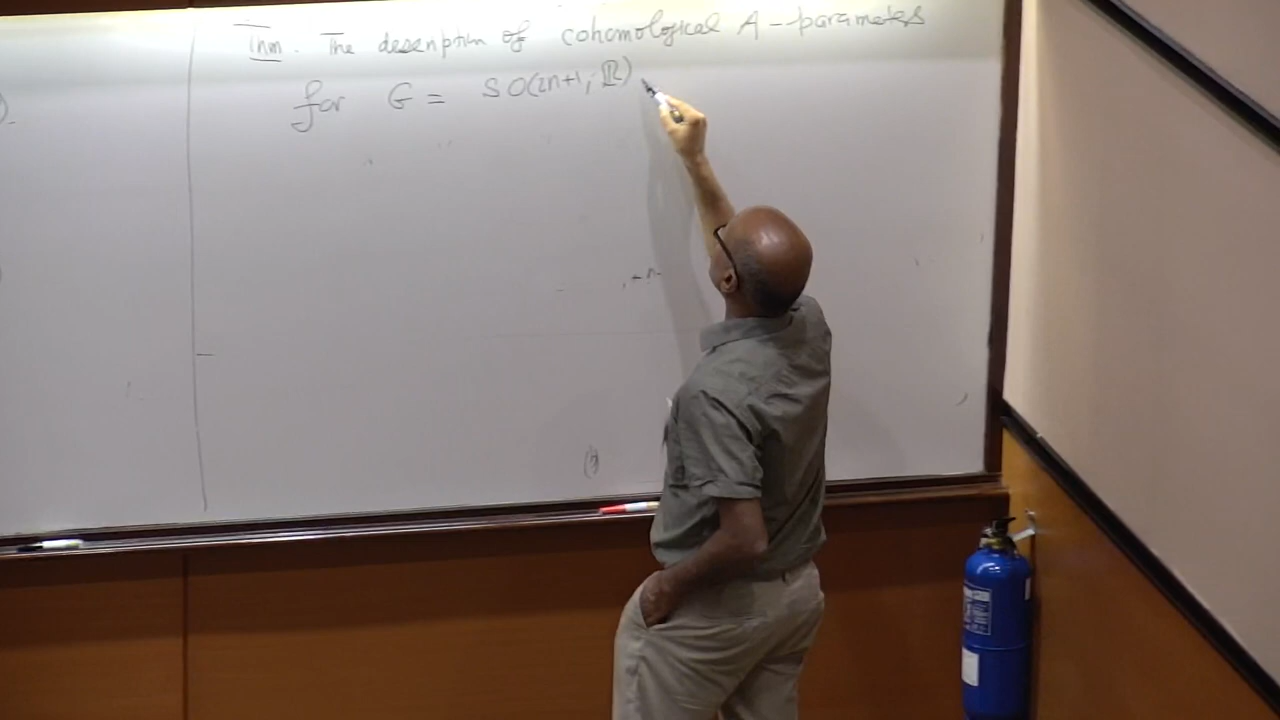 Thm. The description of cohomological A-parameters
for G = SO(2n+1, ℝ)